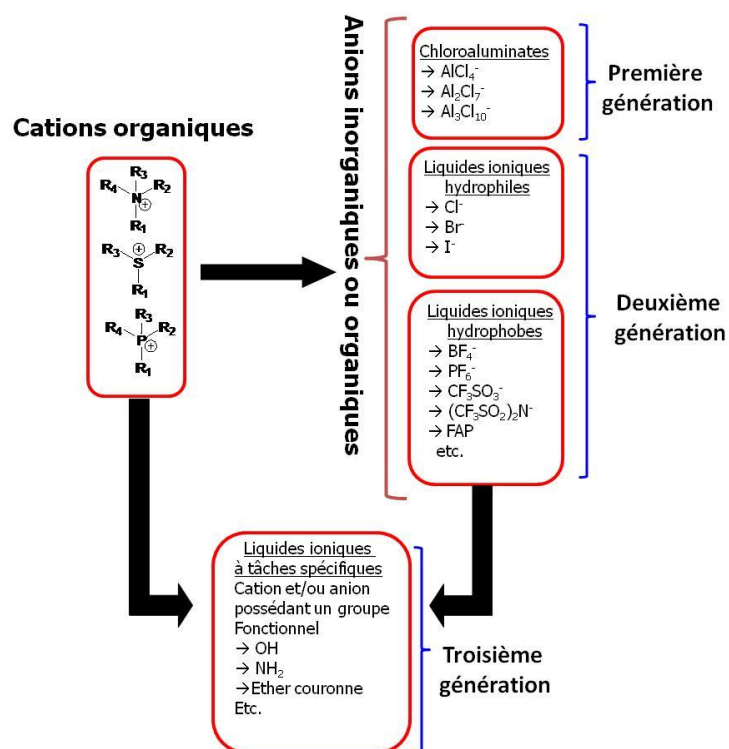 Cations organiques
R₃
R₄ N R₂
⊕
R₁
⊕
R₃ S R₂
R₁
R₃
R₄ P R₂
⊕
R₁
Anions inorganiques ou organiques
Chloroaluminates
→ AlCl₄⁻
→ Al₂Cl₇⁻
→ Al₃Cl₁₀⁻
Première
génération
Liquides ioniques
hydrophiles
→ Cl⁻
→ Br⁻
→ I⁻
Liquides ioniques
hydrophobes
→ BF₄⁻
→ PF₆⁻
→ CF₃SO₃⁻
→ (CF₃SO₂)₂N⁻
→ FAP
etc.
Deuxième
génération
Liquides ioniques
à tâches spécifiques
Cation et/ou anion
possédant un groupe
Fonctionnel
→ OH
→ NH₂
→Ether couronne
Etc.
Troisième
génération